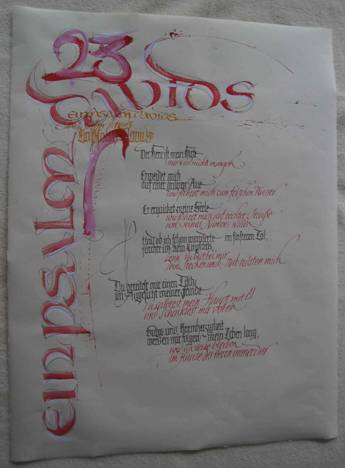 23
ein psalm davids
ein psalm davids
Der Herr ist mein Hirte
mir wird nichts mangeln
Er weidet mich
auf einer grünen Aue
und führet mich zum frischen Wasser
Er erquicket meine Seele
und führet mich auf rechter Straße
um seines Namens willen
Und ob ich schon wanderte im finsteren Tal
fürchte ich kein Unglück
denn du bist bei mir
dein Stecken und Stab trösten mich
Du bereitest mir einen Tisch
im Angesicht meiner Feinde
du salbest mein Haupt mit Öl
und schenkest mir voll ein
Gutes und Barmherzigkeit
werden mir folgen mein Leben lang
und ich werde bleiben
im Hause des Herrn immerdar